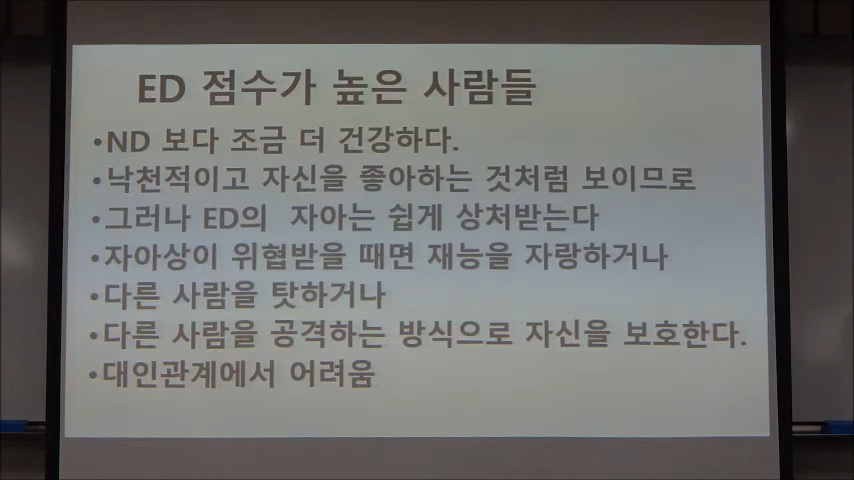 ED 점수가 높은 사람들
•ND 보다 조금 더 건강하다.
•낙천적이고 자신을 좋아하는 것처럼 보이므로
•그러나 ED의 자아는 쉽게 상처받는다
•자아상이 위협받을 때면 재능을 자랑하거나
•다른 사람을 탓하거나
•다른 사람을 공격하는 방식으로 자신을 보호한다.
•대인관계에서 어려움